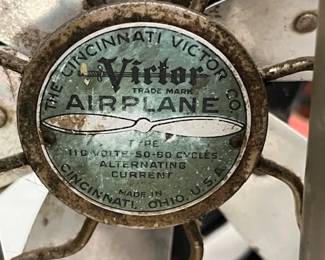 THE CINCINNATI VICTOR CO.
Victor
TRADE MARK
AIRPLANE
TYPE
110 VOLTS-50-60 CYCLES
ALTERNATING
CURRENT
MADE IN
CINCINNATI, OHIO, U.S.A.